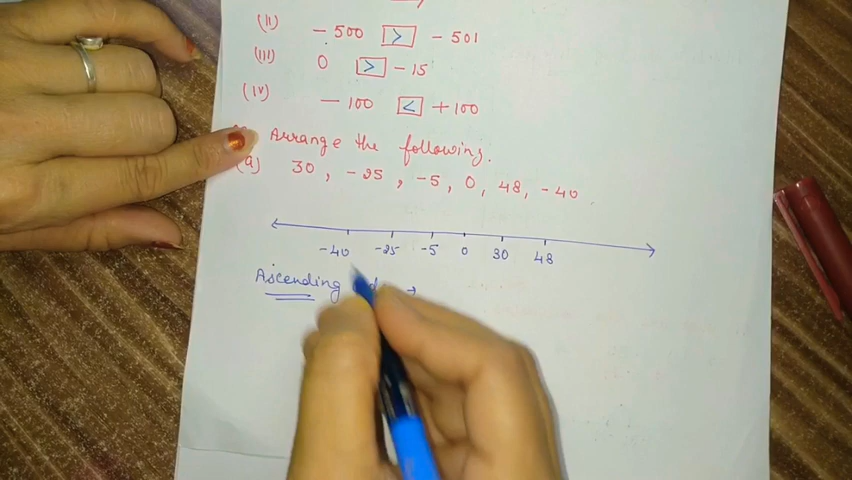 (ii) - 500 > - 501
(iii) 0 > - 15
(iv) - 100 < + 100
Arrange the following.
(a) 30, -25, -5, 0, 48, -40
-40 -25 -5 0 30 48
Ascending →